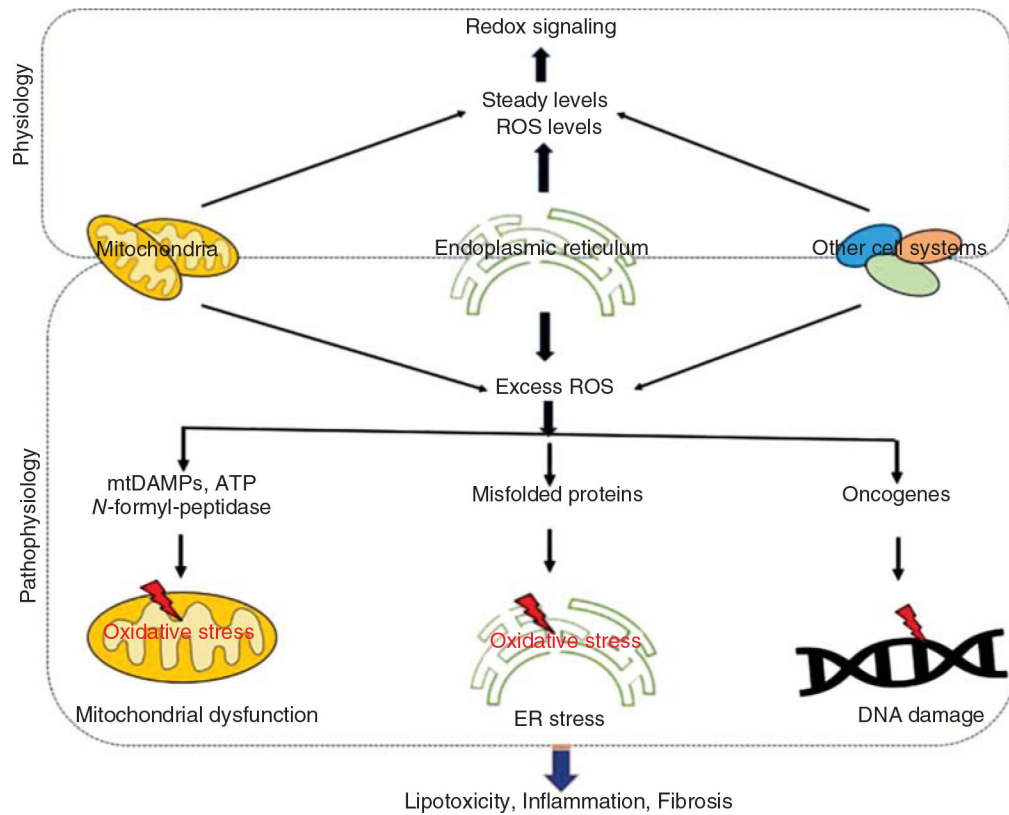 Redox signaling
Physiology
Steady levels
ROS levels
Mitochondria
Endoplasmic reticulum
Other cell systems
Excess ROS
Pathophysiology
mtDAMPs, ATP
N-formyl-peptidase
Misfolded proteins
Oncogenes
Oxidative stress
Oxidative stress
Mitochondrial dysfunction
ER stress
DNA damage
Lipotoxicity, Inflammation, Fibrosis